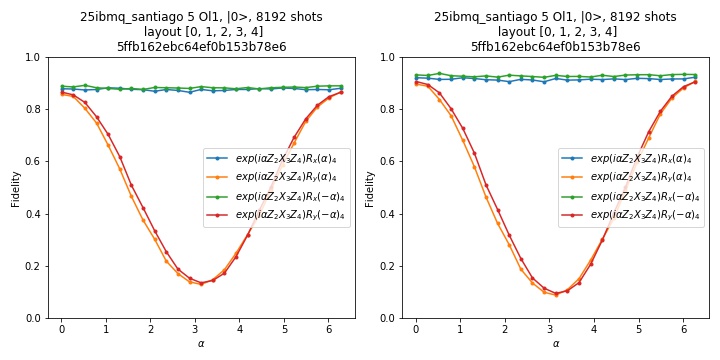 25ibmq_santiago 5 Ol1, |0>, 8192 shots
layout [0, 1, 2, 3, 4]
5ffb162ebc64ef0b153b78e6
1.0
0.8
0.6
0.4
0.2
0.0
Fidelity
exp(iαZ₂X₃Z₄)Rₓ(α)₄
exp(iαZ₂X₃Z₄)Rᵧ(α)₄
exp(iαZ₂X₃Z₄)Rₓ(−α)₄
exp(iαZ₂X₃Z₄)Rᵧ(−α)₄
0 1 2 3 4 5 6
α
25ibmq_santiago 5 Ol1, |0>, 8192 shots
layout [0, 1, 2, 3, 4]
5ffb162ebc64ef0b153b78e6
1.0
0.8
0.6
0.4
0.2
0.0
Fidelity
exp(iαZ₂X₃Z₄)Rₓ(α)₄
exp(iαZ₂X₃Z₄)Rᵧ(α)₄
exp(iαZ₂X₃Z₄)Rₓ(−α)₄
exp(iαZ₂X₃Z₄)Rᵧ(−α)₄
0 1 2 3 4 5 6
α